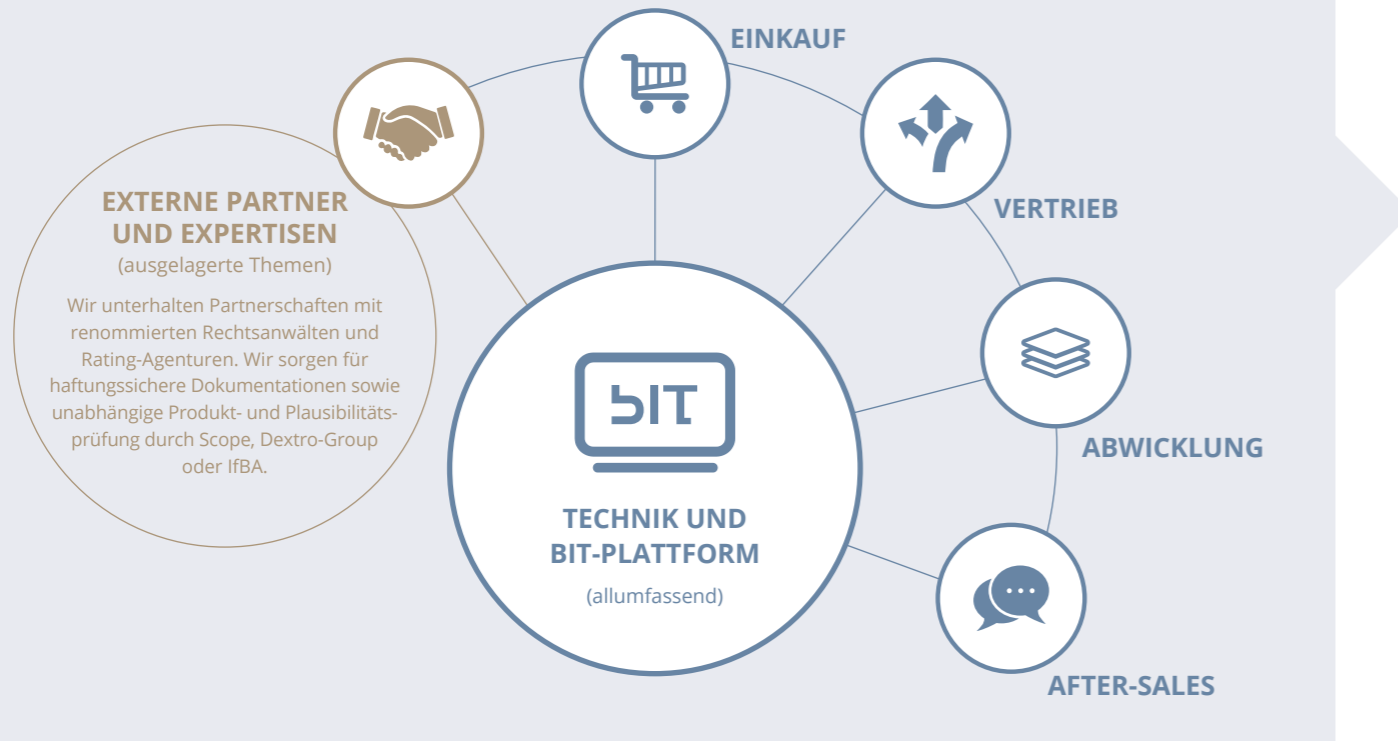 EINKAUF
VERTRIEB
EXTERNE PARTNER
UND EXPERTISEN
(ausgelagerte Themen)
Wir unterhalten Partnerschaften mit
renommierten Rechtsanwälten und
Rating-Agenturen. Wir sorgen für
haftungssichere Dokumentationen sowie
unabhängige Produkt- und Plausibilitäts-
prüfung durch Scope, Dextro-Group
oder IfBA.
bIT
TECHNIK UND
BIT-PLATTFORM
(allumfassend)
ABWICKLUNG
AFTER-SALES